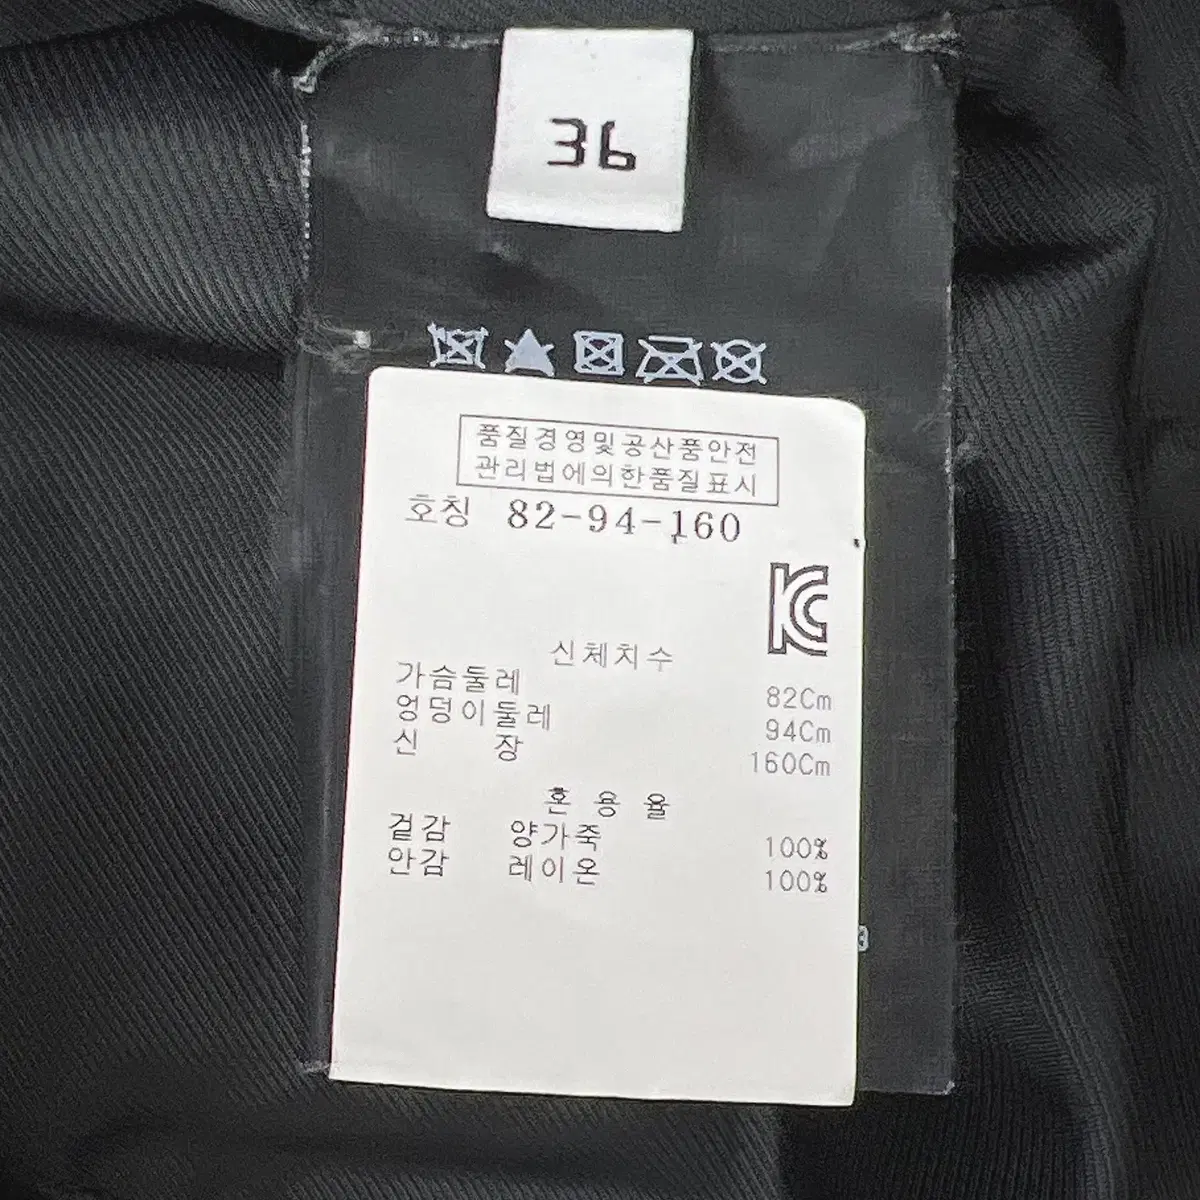 36
품질경영및공산품안전
관리법에의한품질표시
호칭 82-94-160
KC
신체치수
가슴둘레 82Cm
엉덩이둘레 94Cm
신 장 160Cm
혼 용 율
겉감 양가죽 100%
안감 레이온 100%